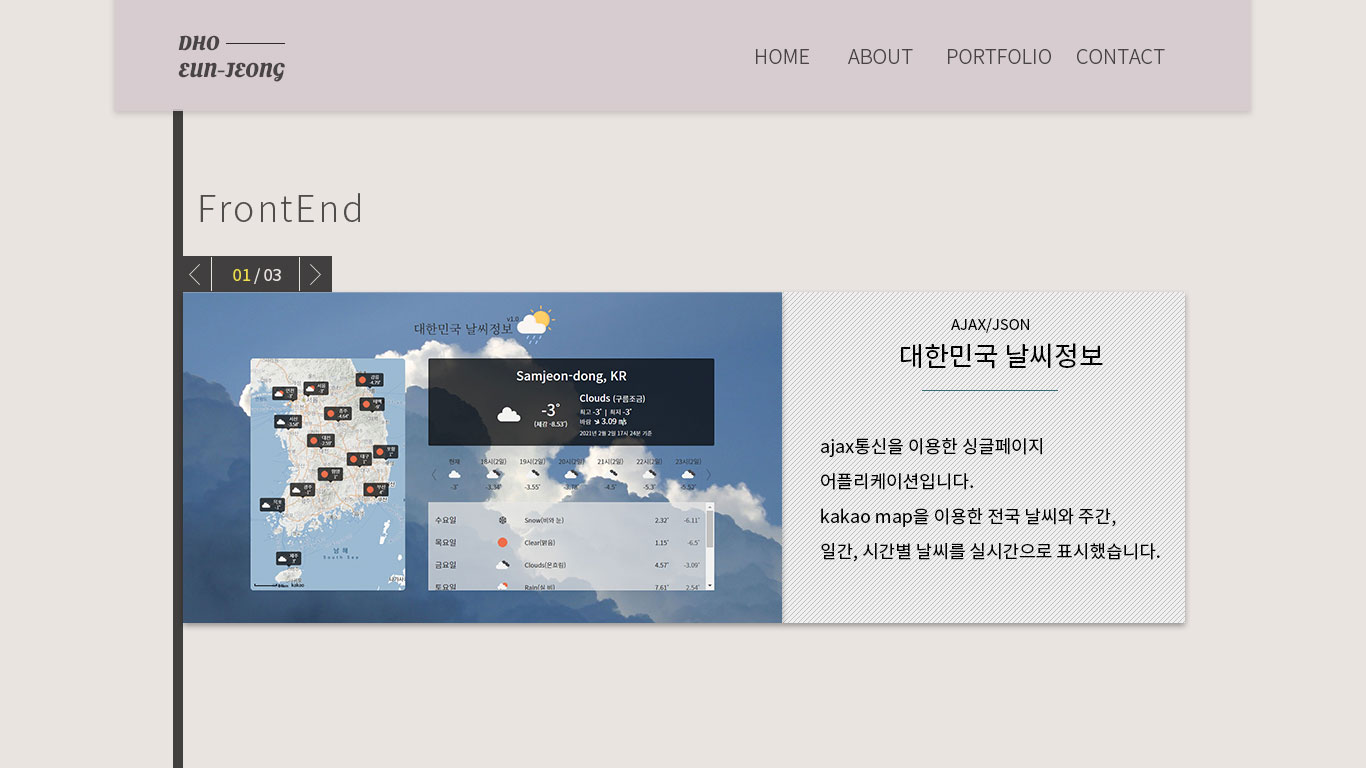 DHO
EUN-JEONG
HOME ABOUT PORTFOLIO CONTACT
FrontEnd
01 / 03
대한민국 날씨정보 v1.0
Samjeon-dong, KR
-3°
(체감 -8.53°)
Clouds (구름조금)
최고 -3° | 최저 -3°
바람 3.09 ㎧
2021년 2월 2일 17시 24분 기준
현재 18시(2일) 19시(2일) 20시(2일) 21시(2일) 22시(2일) 23시(2일)
-3° -3.34° -3.55° -4.5° -5.3° -5.52°
수요일 Snow(비와 눈) 2.32° -6.11°
목요일 Clear(맑음) 1.15° -6.5°
금요일 Clouds(온흐림) 4.57° -3.09°
토요일 Rain(실 비) 7.61° 2.54°
남 해
South Sea
kakao
AJAX/JSON
대한민국 날씨정보
ajax통신을 이용한 싱글페이지
어플리케이션입니다.
kakao map을 이용한 전국 날씨와 주간,
일간, 시간별 날씨를 실시간으로 표시했습니다.